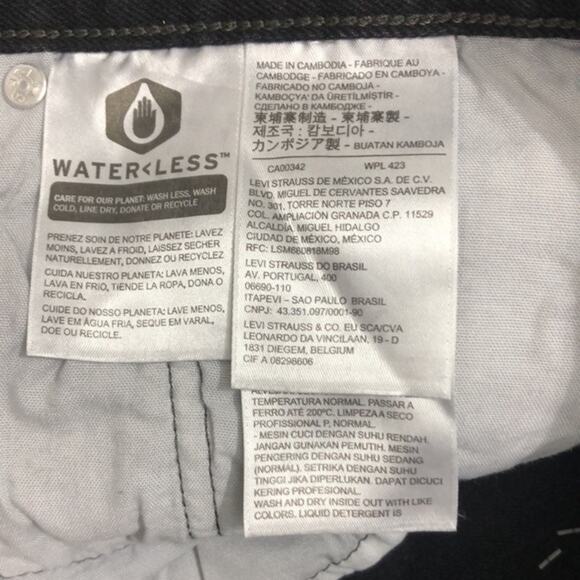 WATER<LESS™
CARE FOR OUR PLANET: WASH LESS, WASH
COLD, LINE DRY, DONATE OR RECYCLE
PRENEZ SOIN DE NOTRE PLANETE: LAVEZ
MOINS, LAVEZ A FROID, LAISSEZ SECHER
NATURELLEMENT, DONNEZ OU RECYCLEZ
CUIDA NUESTRO PLANETA: LAVA MENOS,
LAVA EN FRIO, TIENDE LA ROPA, DONA O
RECICLA.
CUIDE DO NOSSO PLANETA: LAVE MENOS,
LAVE EM ÁGUA FRIA, SEQUE EM VARAL,
DOE OU RECICLE.
MADE IN CAMBODIA - FABRIQUE AU
CAMBODGE - FABRICADO EN CAMBOYA -
FABRICADO NO CAMBOJA -
KAMBOÇYA' DA ÜRETİLMİŞTİR -
СДЕЛАНО В КАМБОДЖЕ -
柬埔寨制造 - 柬埔寨製 -
제조국 : 캄보디아 -
カンボジア製 - BUATAN KAMBOJA
CA00342 WPL 423
LEVI STRAUSS DE MÉXICO S.A. DE C.V.
BLVD. MIGUEL DE CERVANTES SAAVEDRA
NO. 301, TORRE NORTE PISO 7
COL. AMPLIACIÓN GRANADA C.P. 11529
ALCALDÍA, MIGUEL HIDALGO
CIUDAD DE MÉXICO, MÉXICO
RFC: LSM860818M98
LEVI STRAUSS DO BRASIL
AV. PORTUGAL, 400
06690-110
ITAPEVI – SAO PAULO BRASIL
CNPJ: 43.351.097/0001-90
LEVI STRAUSS & CO. EU SCA/CVA
LEONARDO DA VINCILAAN, 19 - D
1831 DIEGEM, BELGIUM
CIF A 08298606
TEMPERATURA NORMAL. PASSAR A
FERRO ATÉ 200ºC. LIMPEZA A SECO
PROFISSIONAL P, NORMAL.
- MESIN CUCI DENGAN SUHU RENDAH.
JANGAN GUNAKAN PEMUTIH. MESIN
PENGERING DENGAN SUHU SEDANG
(NORMAL). SETRIKA DENGAN SUHU
TINGGI JIKA DIPERLUKAN. DAPAT DICUCI
KERING PROFESIONAL.
WASH AND DRY INSIDE OUT WITH LIKE
COLORS. LIQUID DETERGENT IS